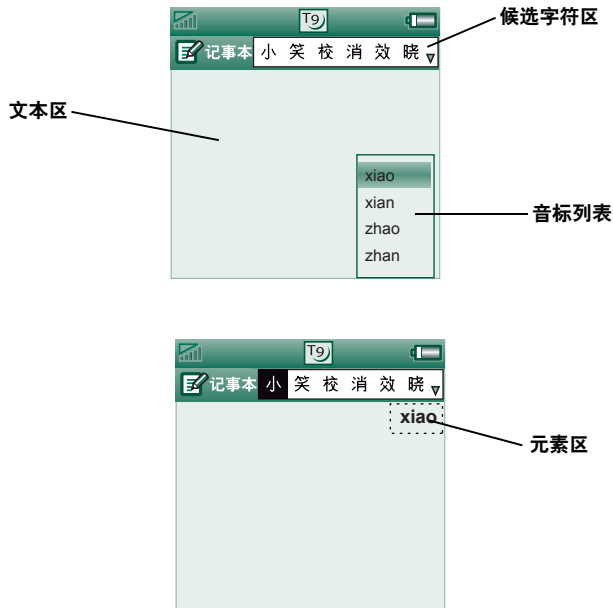 T9
候选字符区
记事本 小 笑 校 消 效 晓
文本区
xiao
xian
zhao
zhan
音标列表
T9
记事本 小 笑 校 消 效 晓
xiao
元素区